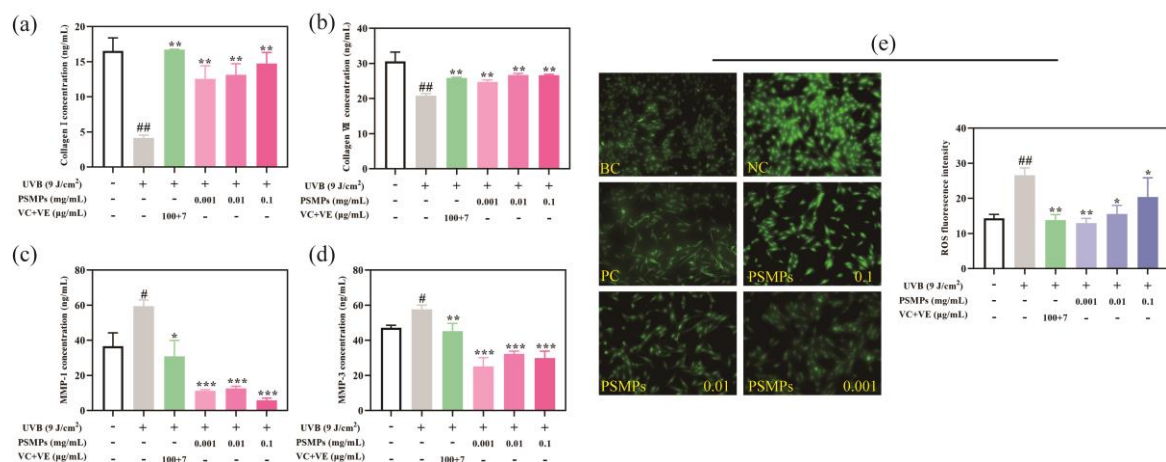 (a)
Collagen I concentration (ng/mL)
20
15
10
5
0
##
**
**
**
**
UVB (9 J/cm²) - + + + + +
PSMPs (mg/mL) - - - 0.001 0.01 0.1
VC+VE (μg/mL) - - 100+7 - - -
(b)
Collagen Ⅶ concentration (ng/mL)
40
30
20
10
0
##
**
**
**
**
UVB (9 J/cm²) - + + + + +
PSMPs (mg/mL) - - - 0.001 0.01 0.1
VC+VE (μg/mL) - - 100+7 - - -
(c)
MMP-1 concentration (ng/mL)
80
60
40
20
0
#
*
***
***
***
UVB (9 J/cm²) - + + + + +
PSMPs (mg/mL) - - - 0.001 0.01 0.1
VC+VE (μg/mL) - - 100+7 - - -
(d)
MMP-3 concentration (ng/mL)
80
60
40
20
0
#
**
***
***
***
UVB (9 J/cm²) - + + + + +
PSMPs (mg/mL) - - - 0.001 0.01 0.1
VC+VE (μg/mL) - - 100+7 - - -
(e)
BC
NC
PC
PSMPs 0.1
PSMPs 0.01
PSMPs 0.001
ROS fluorescence intensity
40
30
20
10
0
##
**
**
*
*
UVB (9 J/cm²) - + + + + +
PSMPs (mg/mL) - - - 0.001 0.01 0.1
VC+VE (μg/mL) - - 100+7 - - -